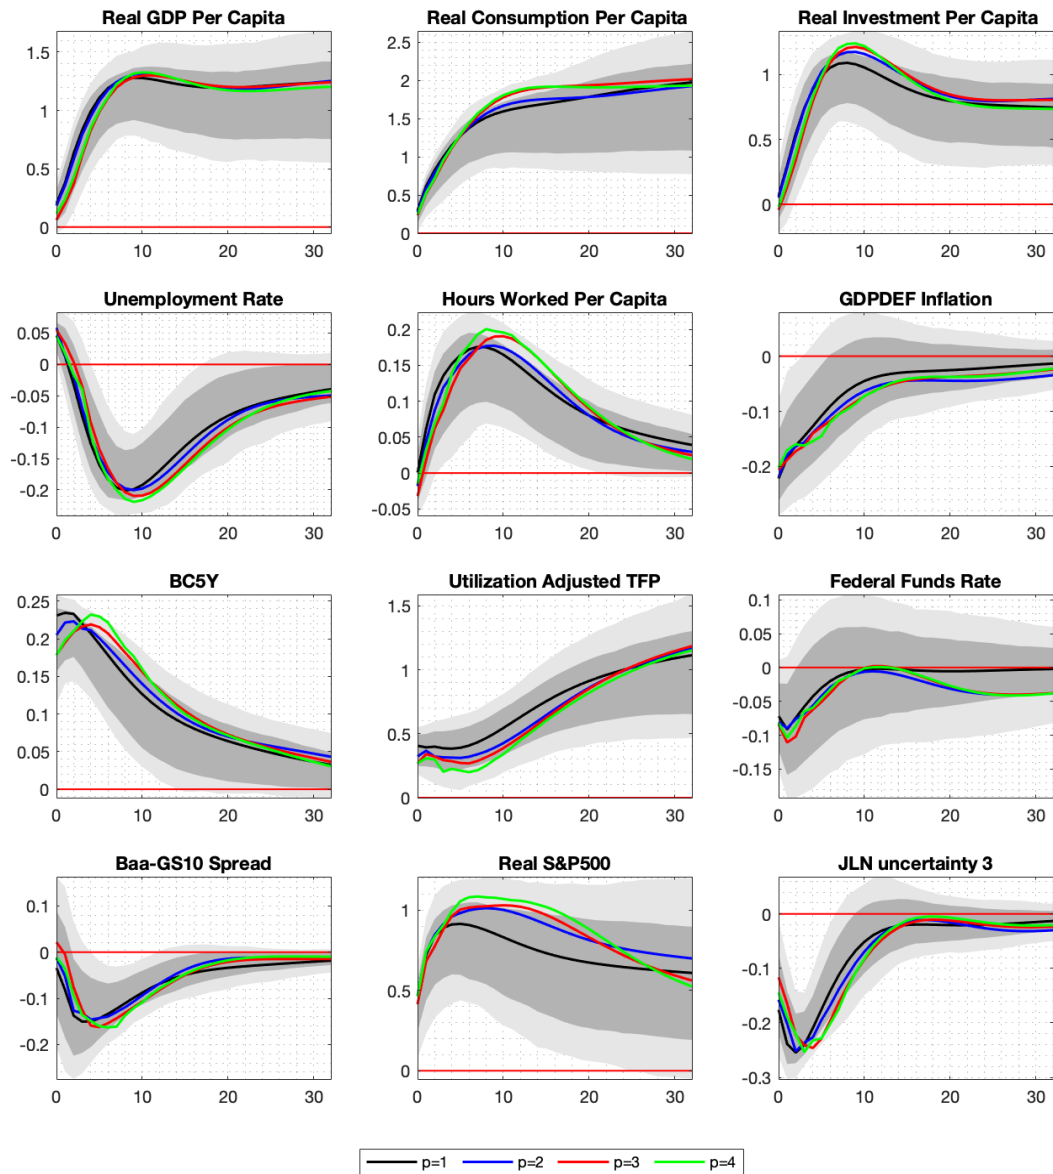 Real GDP Per Capita
1.5
1
0.5
0
0 10 20 30
Real Consumption Per Capita
2.5
2
1.5
1
0.5
0
0 10 20 30
Real Investment Per Capita
1
0.5
0
0 10 20 30
Unemployment Rate
0.05
0
-0.05
-0.1
-0.15
-0.2
0 10 20 30
Hours Worked Per Capita
0.2
0.15
0.1
0.05
0
-0.05
0 10 20 30
GDPDEF Inflation
0
-0.1
-0.2
0 10 20 30
BC5Y
0.25
0.2
0.15
0.1
0.05
0
0 10 20 30
Utilization Adjusted TFP
1.5
1
0.5
0
0 10 20 30
Federal Funds Rate
0.1
0.05
0
-0.05
-0.1
-0.15
0 10 20 30
Baa-GS10 Spread
0.1
0
-0.1
-0.2
0 10 20 30
Real S&P500
1
0.5
0
0 10 20 30
JLN uncertainty 3
0
-0.1
-0.2
-0.3
0 10 20 30
p=1 p=2 p=3 p=4